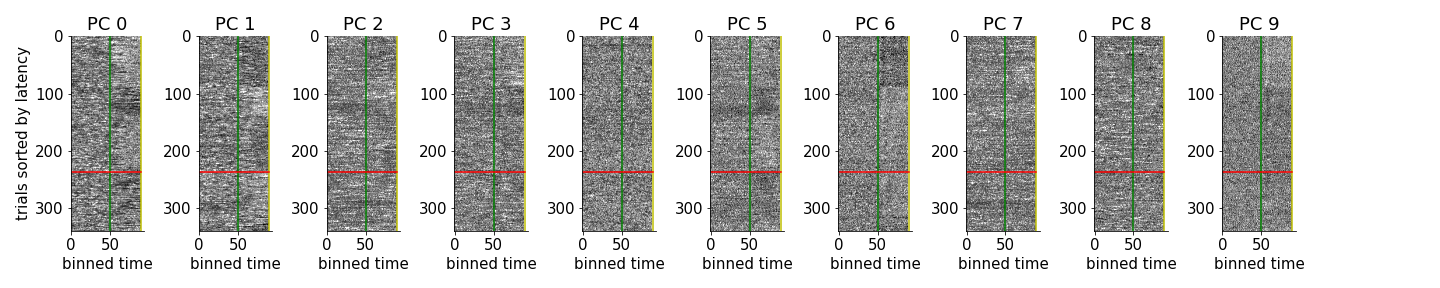 PC 0 PC 1 PC 2 PC 3 PC 4 PC 5 PC 6 PC 7 PC 8 PC 9
trials sorted by latency
0 0 0 0 0 0 0 0 0 0
100 100 100 100 100 100 100 100 100 100
200 200 200 200 200 200 200 200 200 200
300 300 300 300 300 300 300 300 300 300
0 50 0 50 0 50 0 50 0 50 0 50 0 50 0 50 0 50 0 50
binned time binned time binned time binned time binned time binned time binned time binned time binned time binned time